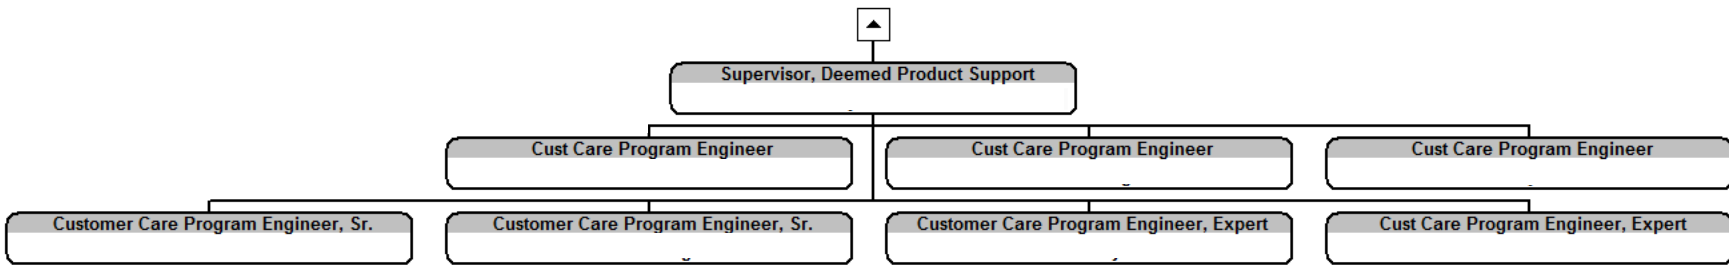 Supervisor, Deemed Product Support
Cust Care Program Engineer
Cust Care Program Engineer
Cust Care Program Engineer
Customer Care Program Engineer, Sr.
Customer Care Program Engineer, Sr.
Customer Care Program Engineer, Expert
Cust Care Program Engineer, Expert